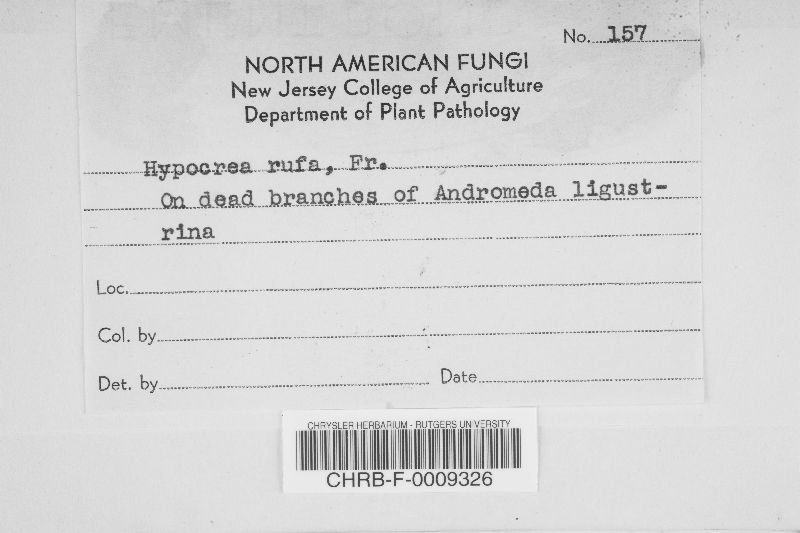 No. 157
NORTH AMERICAN FUNGI
New Jersey College of Agriculture
Department of Plant Pathology
Hypocrea rufa, Fr.
On dead branches of Andromeda ligust-
rina
Loc.
Col. by
Det. by Date
CHRYSLER HERBARIUM - RUTGERS UNIVERSITY
CHRB-F-0009326